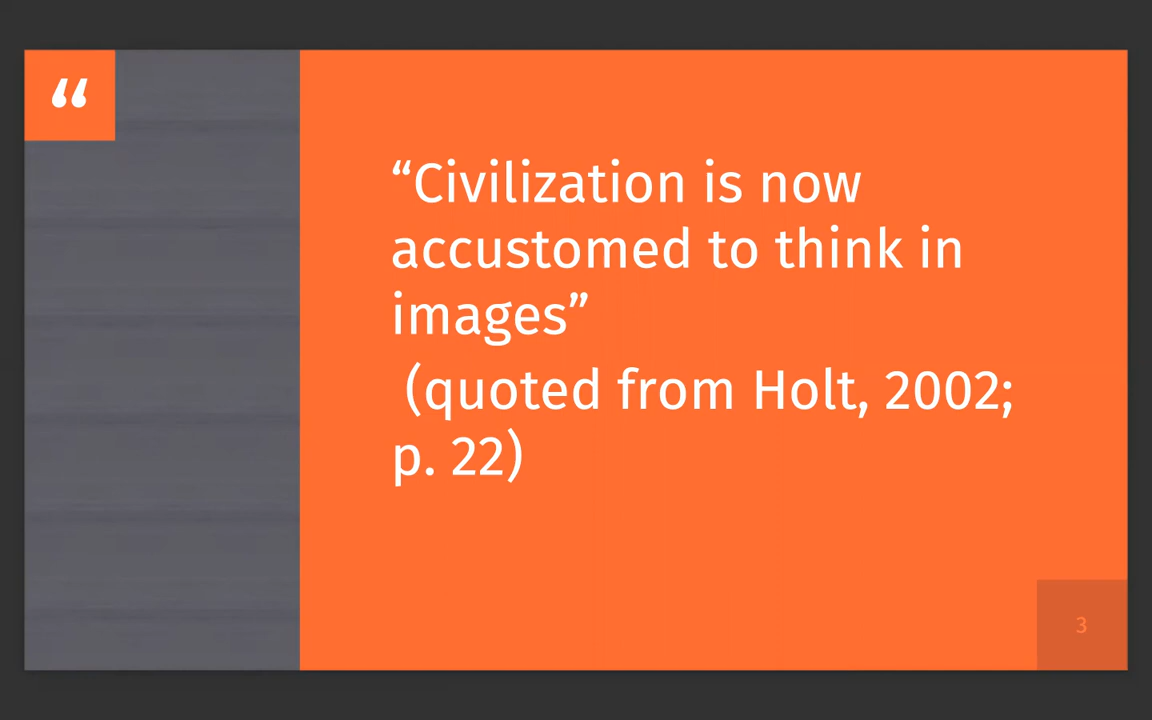 “
“Civilization is now
accustomed to think in
images”
(quoted from Holt, 2002;
p. 22)
3